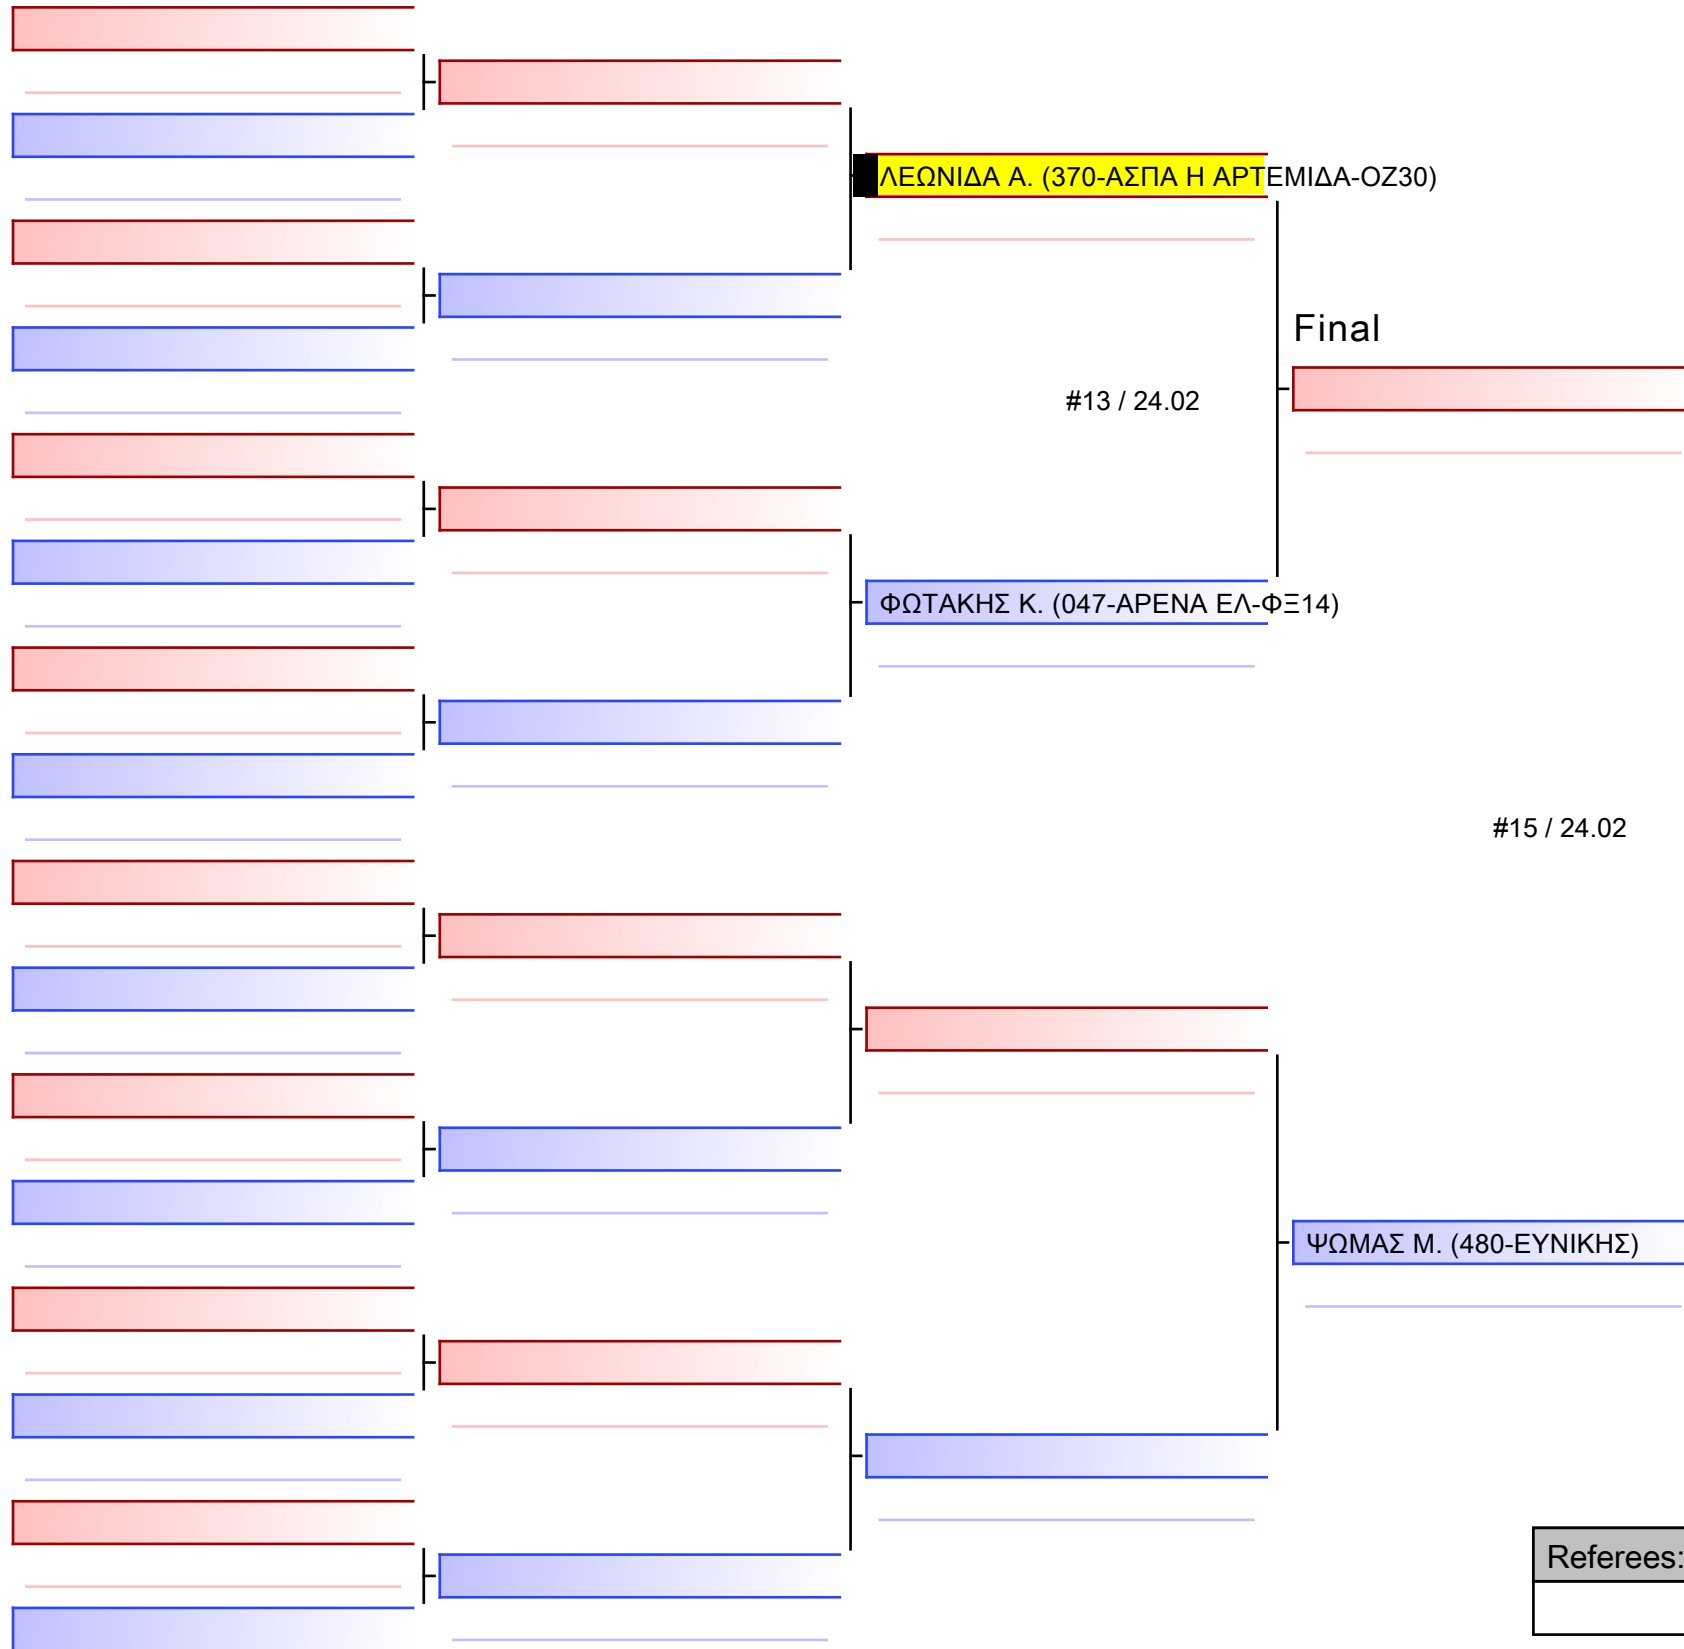 ΛΕΩΝΙΔΑ Α. (370-ΑΣΠΑ Η ΑΡΤΕΜΙΔΑ-ΟΖ30)
Final
#13 / 24.02
ΦΩΤΑΚΗΣ Κ. (047-ΑΡΕΝΑ ΕΛ-ΦΞ14)
#15 / 24.02
ΨΩΜΑΣ Μ. (480-ΕΥΝΙΚΗΣ)
Referees: